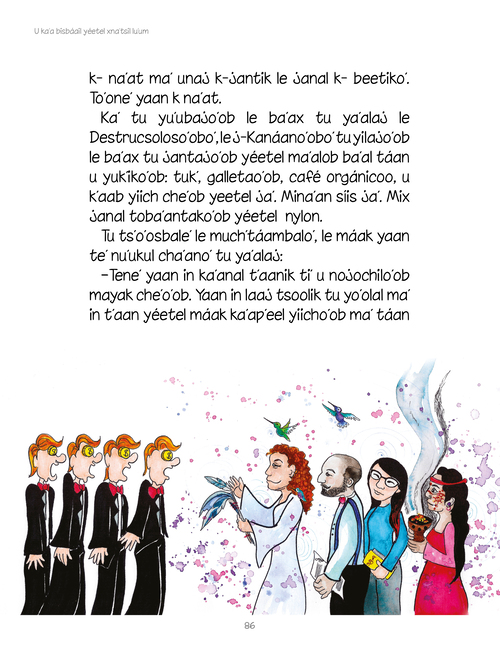 U ka'a bisbáail yéetel xna'tsil lu'um
k- na'at ma' unaj k-jantik le janal k- beetiko'.
To'one' yaan k na'at.
Ka' tu yu'ubajo'ob le ba'ax tu ya'alaj le
Destrucsoloso'obo', le j-Kanáano'obo' tu yilajo'ob
le ba'ax tu jantajo'ob yéetel ma'alob ba'al táan
u yukiko'ob: tuk', galletao'ob, café orgánicoo, u
k'aab yiich che'ob yeetel ja'. Mina'an siis ja'. Mix
janal toba'antako'ob yéetel nylon.
Tu ts'o'osbale' le much'táambalo', le máak yaan
te' nu'ukul cha'ano' tu ya'alaj:
–Tene' yaan in ka'anal t'aanik ti' u nojochilo'ob
mayak che'o'ob. Yaan in laaj tsoolik tu yo'olal ma'
in t'aan yéetel máak ka'ap'eel yiicho'ob ma' táan
86